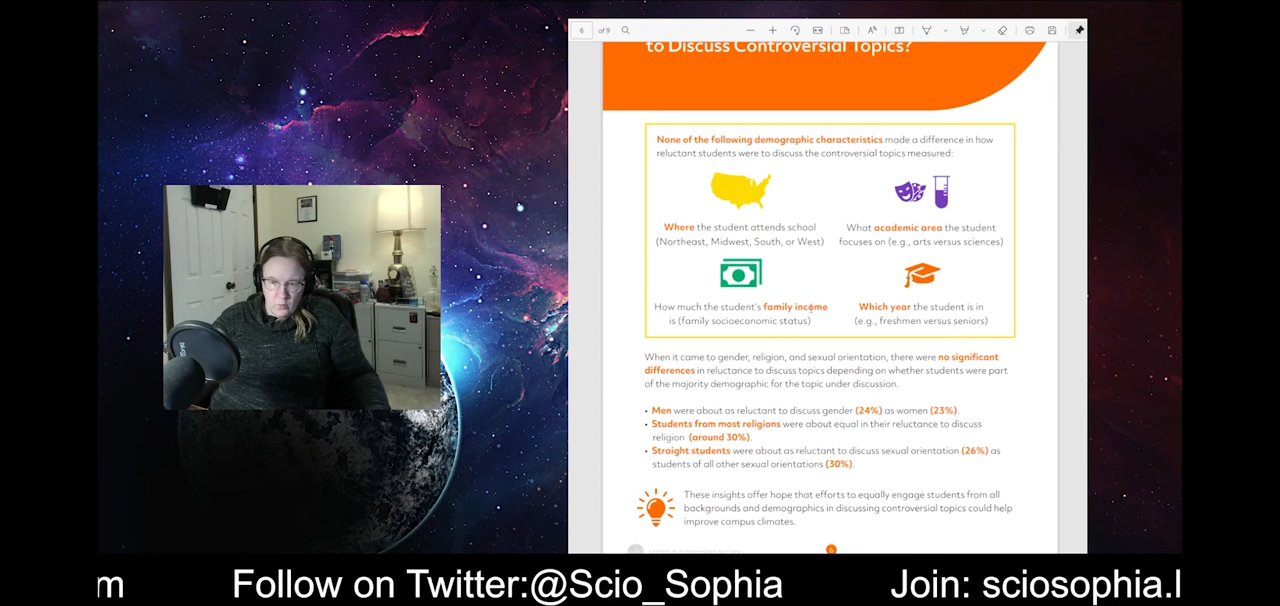 6 of 9
to Discuss Controversial Topics?
None of the following demographic characteristics made a difference in how
reluctant students were to discuss the controversial topics measured:
Where the student attends school
(Northeast, Midwest, South, or West)
What academic area the student
focuses on (e.g., arts versus sciences)
How much the student's family income
is (family socioeconomic status)
Which year the student is in
(e.g., freshmen versus seniors)
When it came to gender, religion, and sexual orientation, there were no significant
differences in reluctance to discuss topics depending on whether students were part
of the majority demographic for the topic under discussion.
• Men were about as reluctant to discuss gender (24%) as women (23%).
• Students from most religions were about equal in their reluctance to discuss
religion (around 30%).
• Straight students were about as reluctant to discuss sexual orientation (26%) as
students of all other sexual orientations (30%).
These insights offer hope that efforts to equally engage students from all
backgrounds and demographics in discussing controversial topics could help
improve campus climates.
6
m Follow on Twitter:@Scio_Sophia Join: sciosophia.l